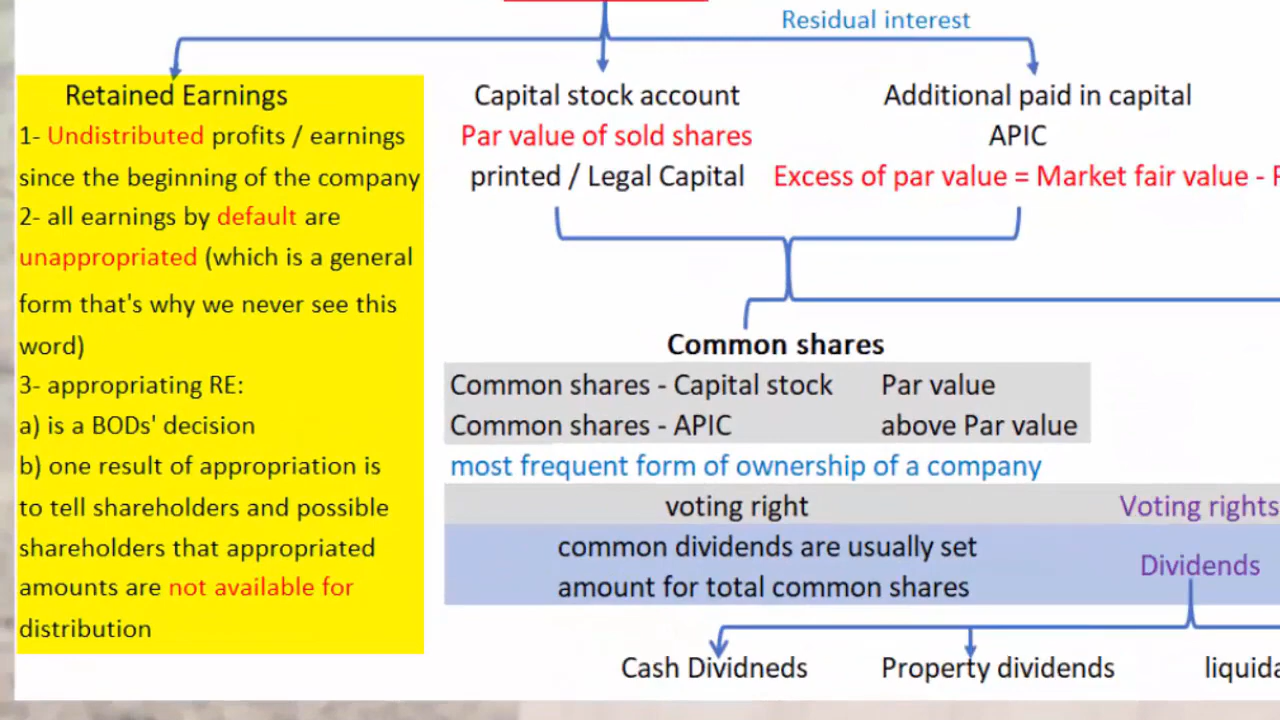 Residual interest
Retained Earnings
1- Undistributed profits / earnings
since the beginning of the company
2- all earnings by default are
unappropriated (which is a general
form that's why we never see this
word)
3- appropriating RE:
a) is a BODs' decision
b) one result of appropriation is
to tell shareholders and possible
shareholders that appropriated
amounts are not available for
distribution
Capital stock account
Par value of sold shares
printed / Legal Capital
Additional paid in capital
APIC
Excess of par value = Market fair value -
Common shares
Common shares - Capital stock Par value
Common shares - APIC above Par value
most frequent form of ownership of a company
voting right Voting rights
common dividends are usually set
amount for total common shares
Dividends
Cash Dividneds Property dividends